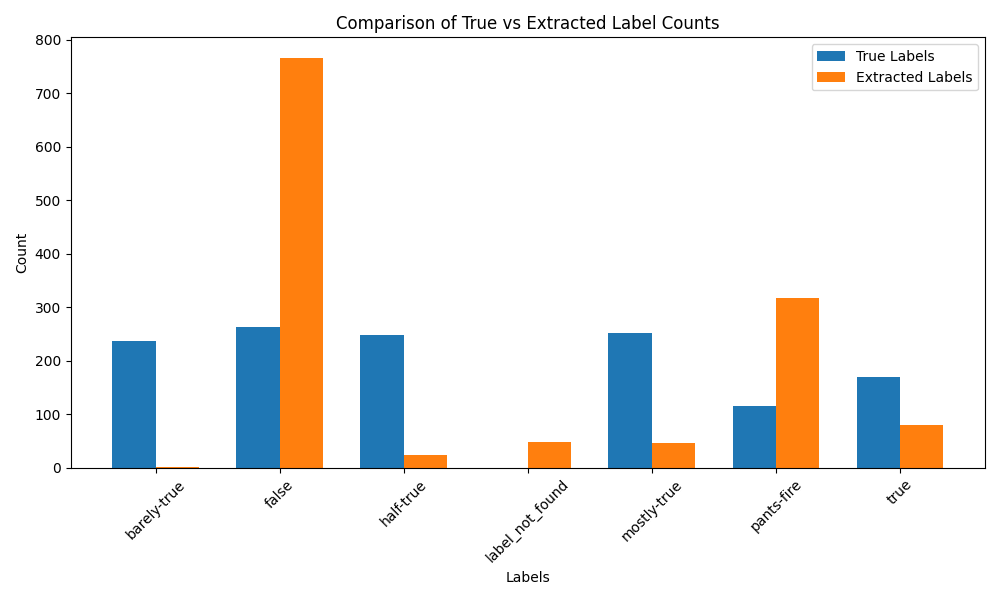 Comparison of True vs Extracted Label Counts
True Labels
Extracted Labels
800
700
600
500
400
300
200
100
0
Count
barely-true
false
half-true
label_not_found
mostly-true
pants-fire
true
Labels